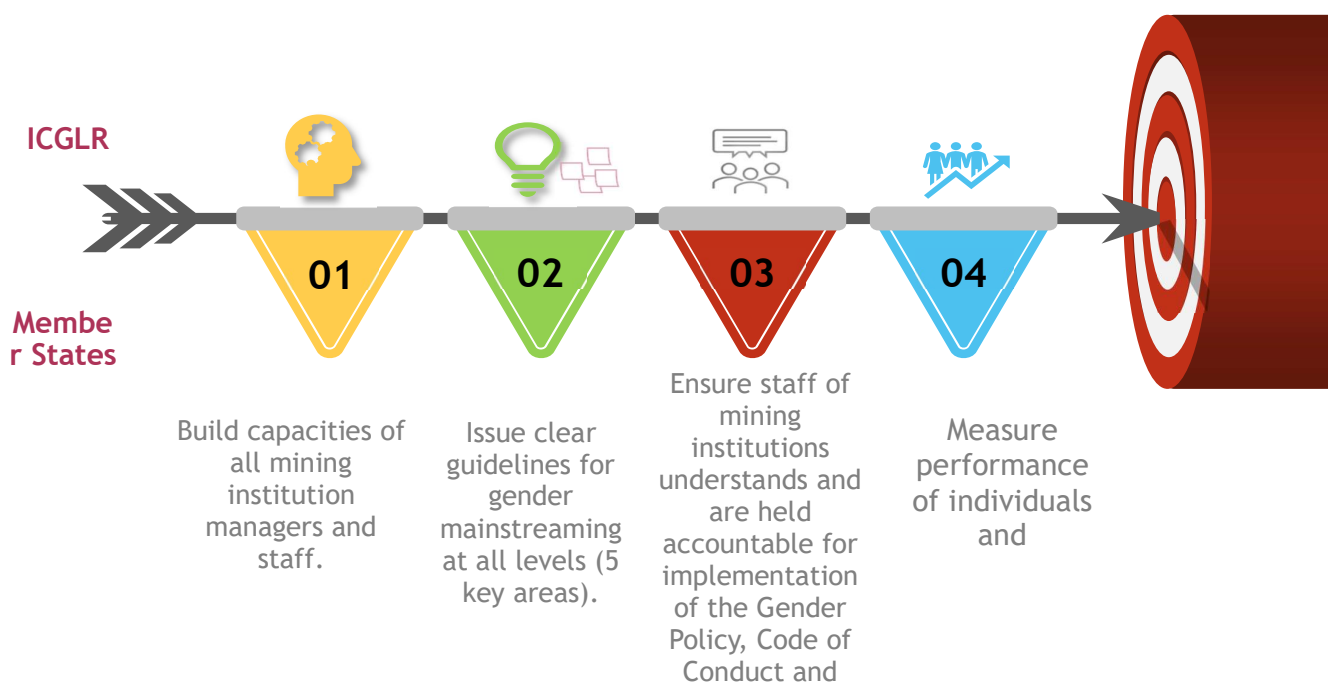 ICGLR
Membe
r States
01
02
03
04
Build capacities of
all mining
institution
managers and
staff.
Issue clear
guidelines for
gender
mainstreaming
at all levels (5
key areas).
Ensure staff of
mining
institutions
understands and
are held
accountable for
implementation
of the Gender
Policy, Code of
Conduct and
Measure
performance
of individuals
and